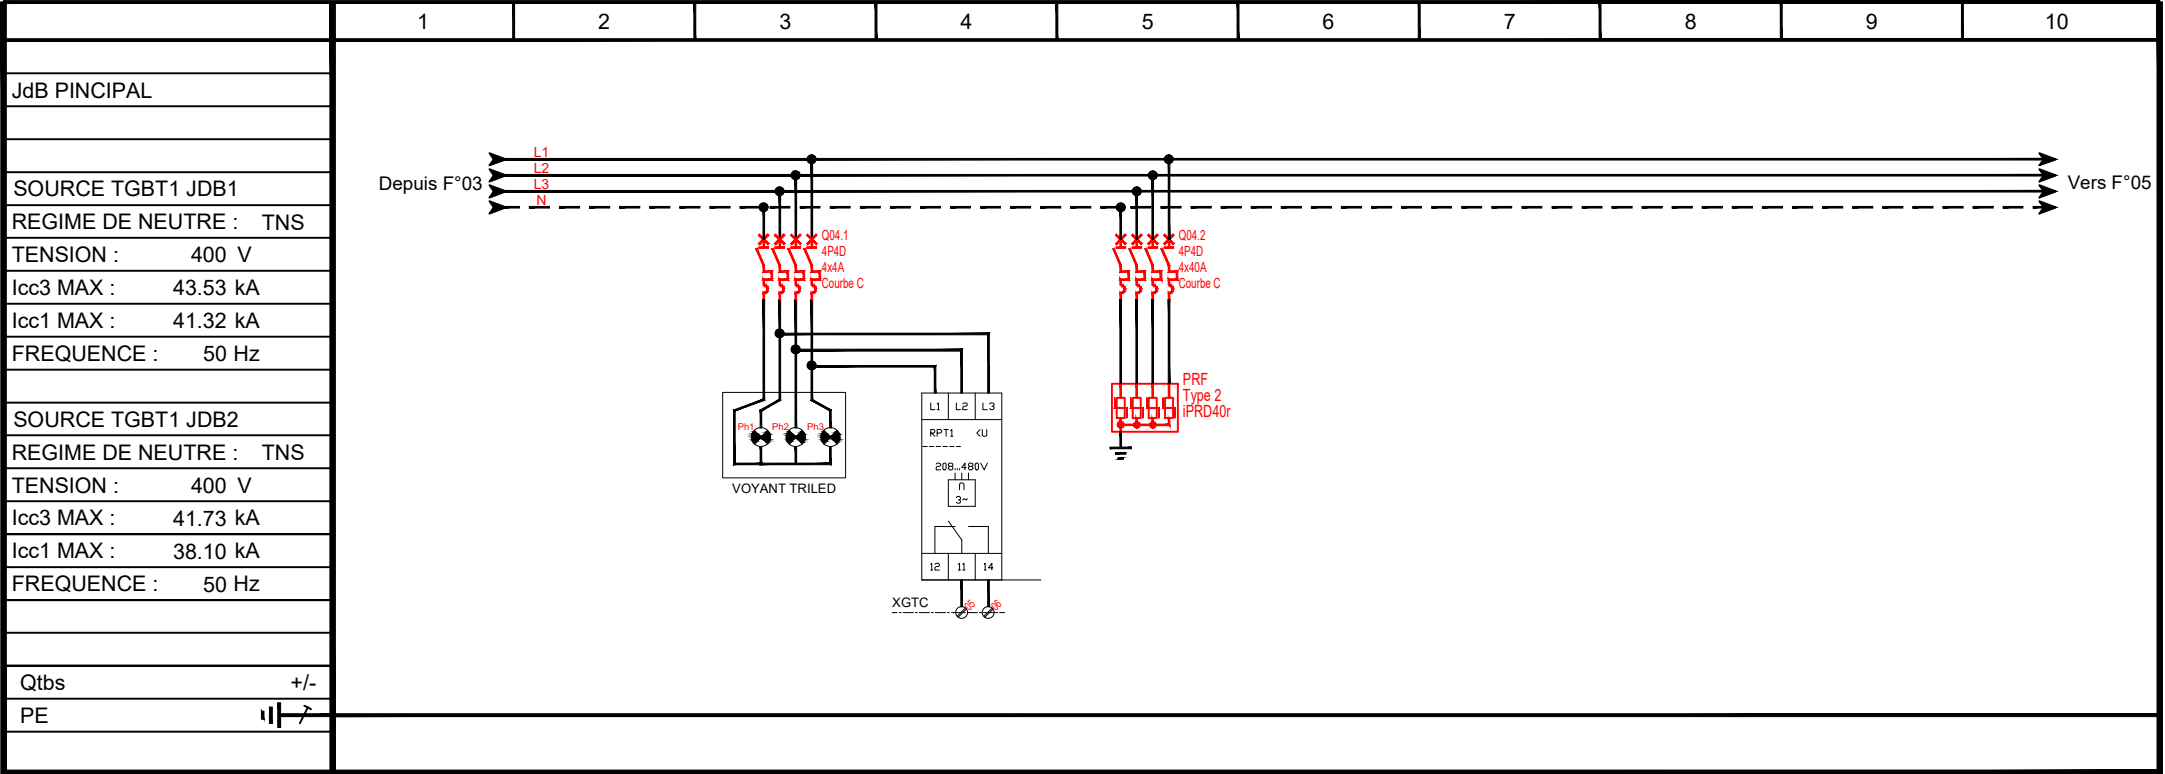 1 2 3 4 5 6 7 8 9 10
JdB PINCIPAL
SOURCE TGBT1 JDB1
REGIME DE NEUTRE : TNS
TENSION : 400 V
Icc3 MAX : 43.53 kA
Icc1 MAX : 41.32 kA
FREQUENCE : 50 Hz
SOURCE TGBT1 JDB2
REGIME DE NEUTRE : TNS
TENSION : 400 V
Icc3 MAX : 41.73 kA
Icc1 MAX : 38.10 kA
FREQUENCE : 50 Hz
Qtbs +/-
PE
Depuis F°03
L1
L2
L3
N
Vers F°05
Q04.1
4P4D
4x4A
Courbe C
Q04.2
4P4D
4x40A
Courbe C
Ph1 Ph2 Ph3
VOYANT TRILED
L1 L2 L3
RPT1 <U
208...480V
∩
3~
12 11 14
XGTC 05 06
PRF
Type 2
iPRD40r